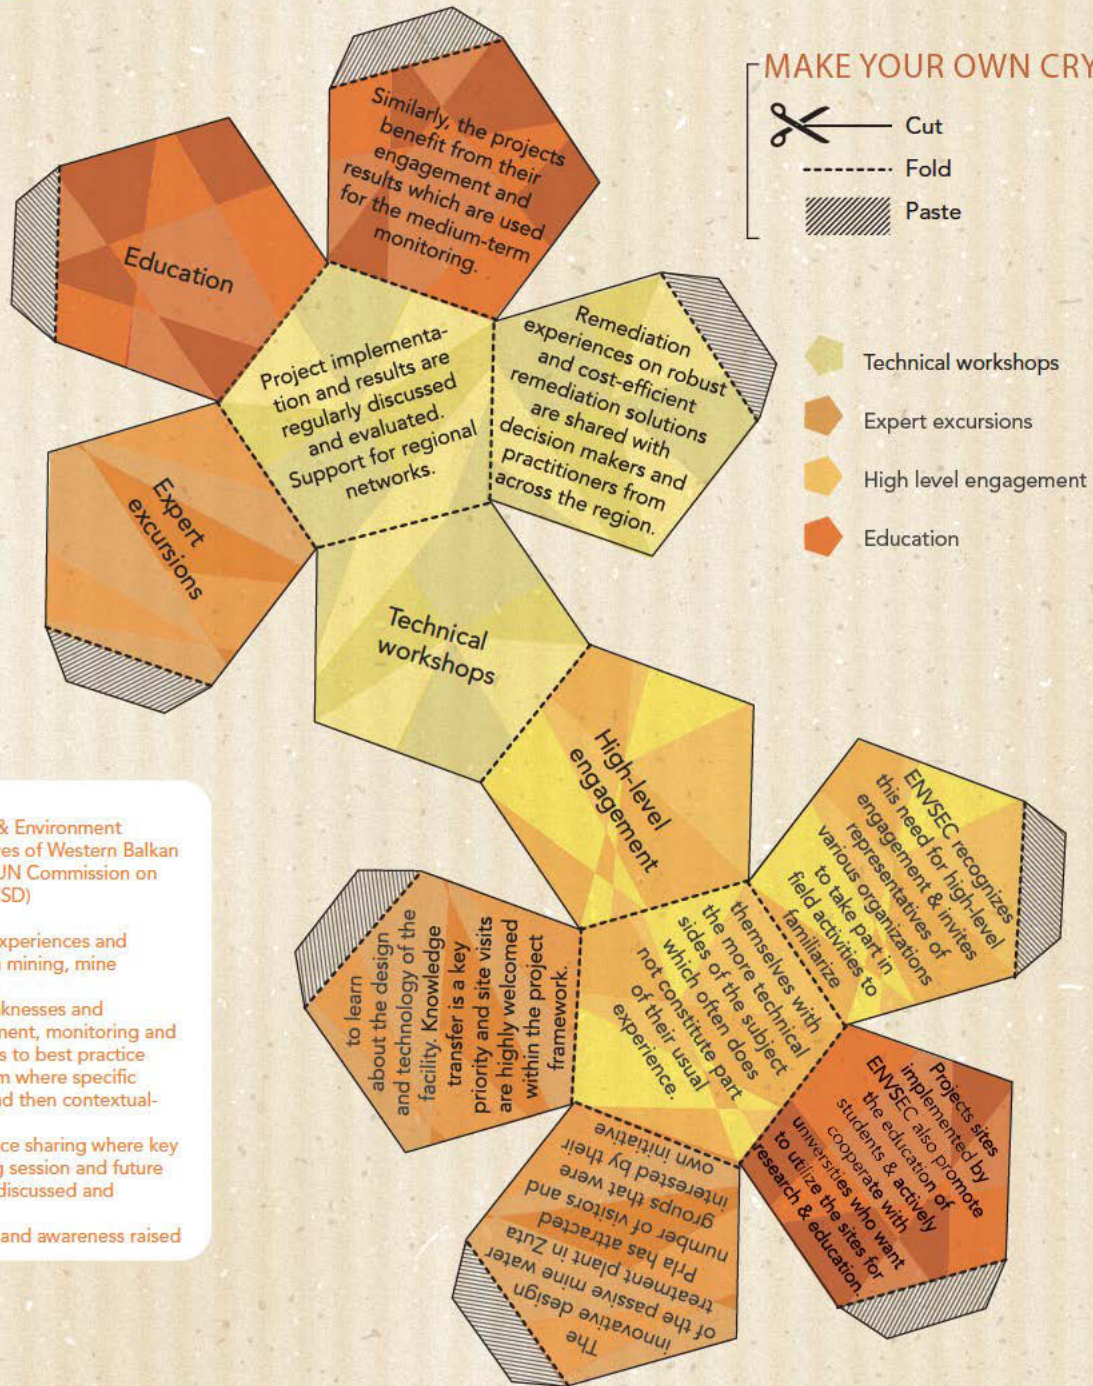 MAKE YOUR OWN CRY
Cut
Fold
Paste
Technical workshops
Expert excursions
High level engagement
Education
Similarly, the projects
benefit from their
engagement and
results which are used
for the medium-term
monitoring.
Education
Project implementa-
tion and results are
regularly discussed
and evaluated.
Support for regional
networks.
Remediation
experiences on robust
and cost-efficient
remediation solutions
are shared with
decision makers and
practitioners from
across the region.
Expert
excursions
Technical
workshops
High-level
engagement
ENVSEC recognizes
this need for high-level
engagement & invites
representatives of
various organizations
to take part in
field activities to
familiarize
themselves with
the more technical
sides of the subject
which often does
not constitute part
of their usual
experience.
Projects sites
implemented by
ENVSEC also promote
the education of
students & actively
cooperate with
universities who want
to utilize the sites for
research & education.
The
innovative design
of the passive mine water
treatment plant in Zuta
Prla has attracted
number of visitors and
groups that were
interested by their
own initiative
to learn
about the design
and technology of the
facility. Knowledge
transfer is a key
priority and site visits
are highly welcomed
within the project
framework.
& Environment
es of Western Balkan
UN Commission on
SD)
xperiences and
n mining, mine
knesses and
ment, monitoring and
s to best practice
m where specific
nd then contextual-
ce sharing where key
g session and future
discussed and
and awareness raised